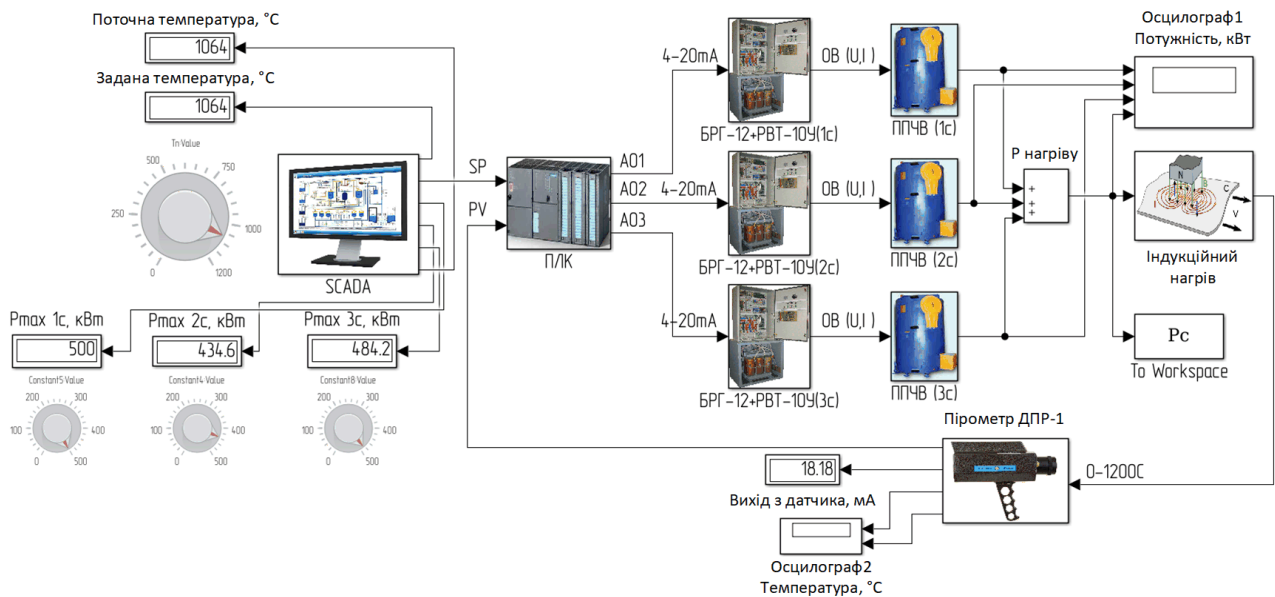 Поточна температура, °C
1064
Задана температура, °C
1064
Tn Value
0
250
500
750
1000
1200
SCADA
SP
PV
ПЛК
AO1
AO2
AO3
4-20mA
4-20mA
4-20mA
БРГ-12+РВТ-10У(1с)
БРГ-12+РВТ-10У(2с)
БРГ-12+РВТ-10У(3с)
ОВ (U,I )
ОВ (U,I )
ОВ (U,I )
ППЧВ (1с)
ППЧВ (2с)
ППЧВ (3с)
P нагріву
+
+
+
Осцилограф1
Потужність, кВт
N
C
V
Індукційний
нагрів
Pc
To Workspace
Pmax 1с, кВт
500
Constant5 Value
0
100
200
300
400
500
Pmax 2с, кВт
434.6
Constant4 Value
0
100
200
300
400
500
Pmax 3с, кВт
484.2
Constant8 Value
0
100
200
300
400
500
Пірометр ДПР-1
0-1200С
18.18
Вихід з датчика, мА
Осцилограф2
Температура, °C